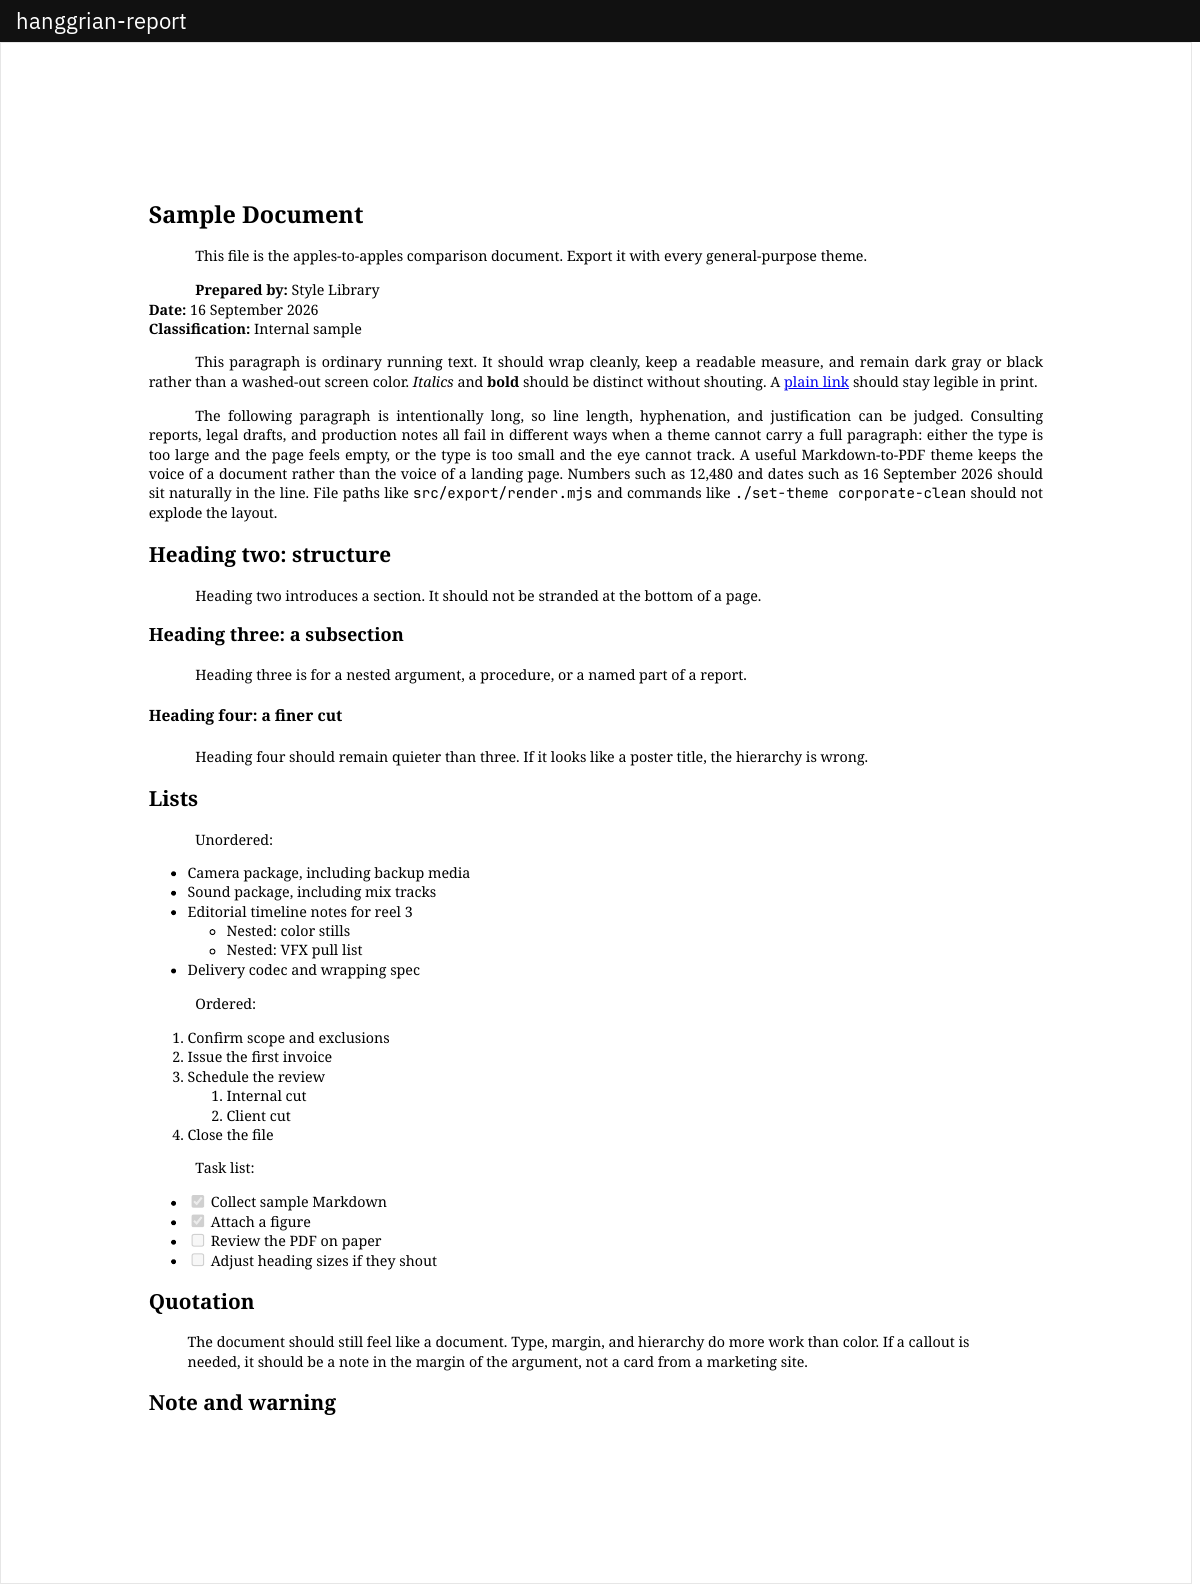 hanggrian-report
Sample Document
This file is the apples-to-apples comparison document. Export it with every general-purpose theme.
Prepared by: Style Library
Date: 16 September 2026
Classification: Internal sample
This paragraph is ordinary running text. It should wrap cleanly, keep a readable measure, and remain dark gray or black
rather than a washed-out screen color. Italics and bold should be distinct without shouting. A plain link should stay legible in print.
The following paragraph is intentionally long, so line length, hyphenation, and justification can be judged. Consulting
reports, legal drafts, and production notes all fail in different ways when a theme cannot carry a full paragraph: either the type is
too large and the page feels empty, or the type is too small and the eye cannot track. A useful Markdown-to-PDF theme keeps the
voice of a document rather than the voice of a landing page. Numbers such as 12,480 and dates such as 16 September 2026 should
sit naturally in the line. File paths like src/export/render.mjs and commands like ./set-theme corporate-clean should not
explode the layout.
Heading two: structure
Heading two introduces a section. It should not be stranded at the bottom of a page.
Heading three: a subsection
Heading three is for a nested argument, a procedure, or a named part of a report.
Heading four: a finer cut
Heading four should remain quieter than three. If it looks like a poster title, the hierarchy is wrong.
Lists
Unordered:
• Camera package, including backup media
• Sound package, including mix tracks
• Editorial timeline notes for reel 3
◦ Nested: color stills
◦ Nested: VFX pull list
• Delivery codec and wrapping spec
Ordered:
1. Confirm scope and exclusions
2. Issue the first invoice
3. Schedule the review
1. Internal cut
2. Client cut
4. Close the file
Task list:
• Collect sample Markdown
• Attach a figure
• Review the PDF on paper
• Adjust heading sizes if they shout
Quotation
The document should still feel like a document. Type, margin, and hierarchy do more work than color. If a callout is
needed, it should be a note in the margin of the argument, not a card from a marketing site.
Note and warning